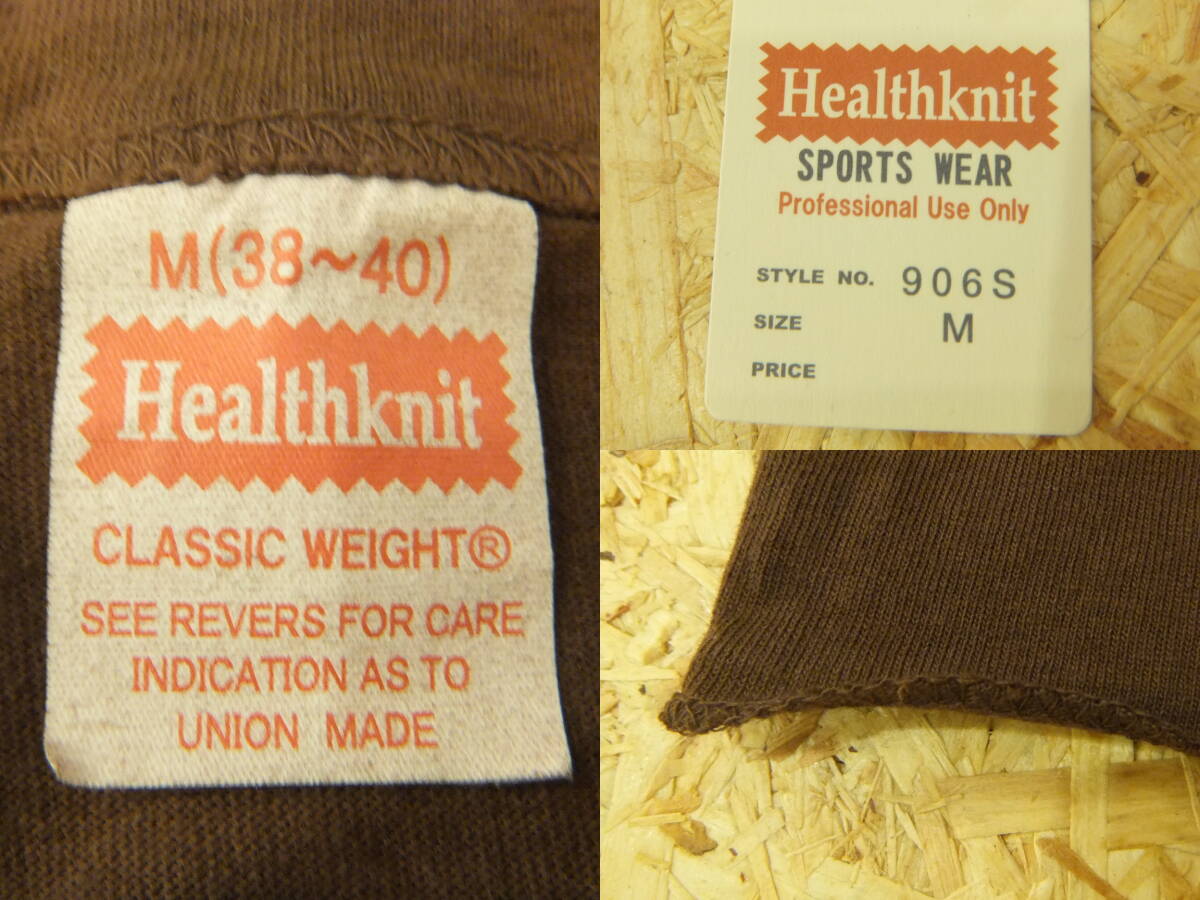 M(38~40)
Healthknit
CLASSIC WEIGHT®
SEE REVERS FOR CARE
INDICATION AS TO
UNION MADE
Healthknit
SPORTS WEAR
Professional Use Only
STYLE NO. 906S
SIZE M
PRICE